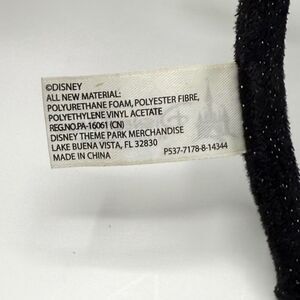 ©DISNEY
ALL NEW MATERIAL:
POLYURETHANE FOAM, POLYESTER FIBRE,
POLYETHYLENE VINYL ACETATE
REG.NO.PA-16061 (CN)
DISNEY THEME PARK MERCHANDISE
LAKE BUENA VISTA, FL 32830
MADE IN CHINA
P537-7178-8-14344